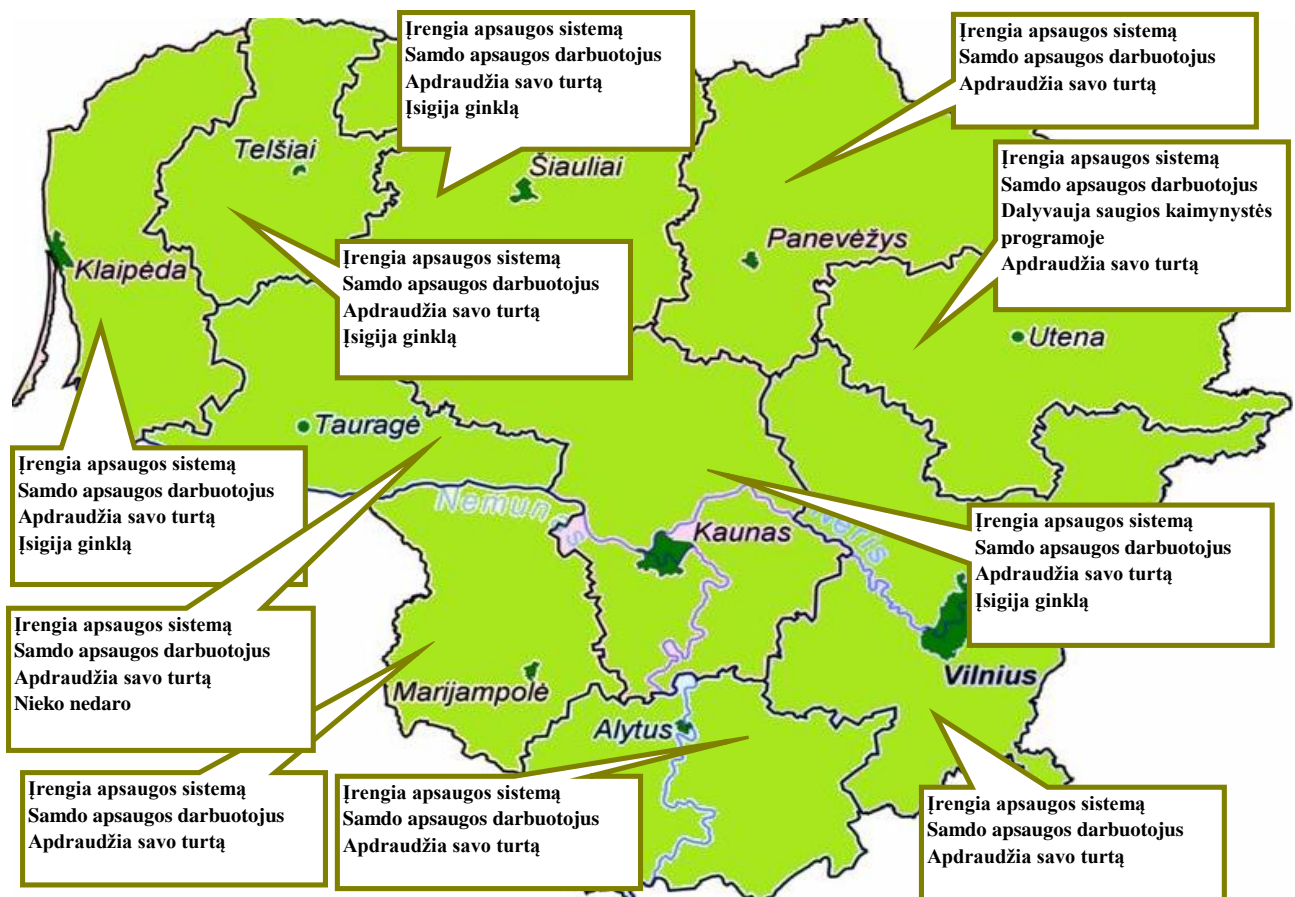 Įrengia apsaugos sistemą
Samdo apsaugos darbuotojus
Apdraudžia savo turtą
Įsigija ginklą
Įrengia apsaugos sistemą
Samdo apsaugos darbuotojus
Apdraudžia savo turtą
Telšiai
Šiauliai
Panevėžys
Įrengia apsaugos sistemą
Samdo apsaugos darbuotojus
Dalyvauja saugios kaimynystės
programoje
Apdraudžia savo turtą
Klaipėda
Įrengia apsaugos sistemą
Samdo apsaugos darbuotojus
Apdraudžia savo turtą
Įsigija ginklą
Utena
Tauragė
Įrengia apsaugos sistemą
Samdo apsaugos darbuotojus
Apdraudžia savo turtą
Įsigija ginklą
Nemunas
Kaunas
Neris
Įrengia apsaugos sistemą
Samdo apsaugos darbuotojus
Apdraudžia savo turtą
Įsigija ginklą
Įrengia apsaugos sistemą
Samdo apsaugos darbuotojus
Apdraudžia savo turtą
Nieko nedaro
Marijampolė
Alytus
Vilnius
Įrengia apsaugos sistemą
Samdo apsaugos darbuotojus
Apdraudžia savo turtą
Įrengia apsaugos sistemą
Samdo apsaugos darbuotojus
Apdraudžia savo turtą
Įrengia apsaugos sistemą
Samdo apsaugos darbuotojus
Apdraudžia savo turtą